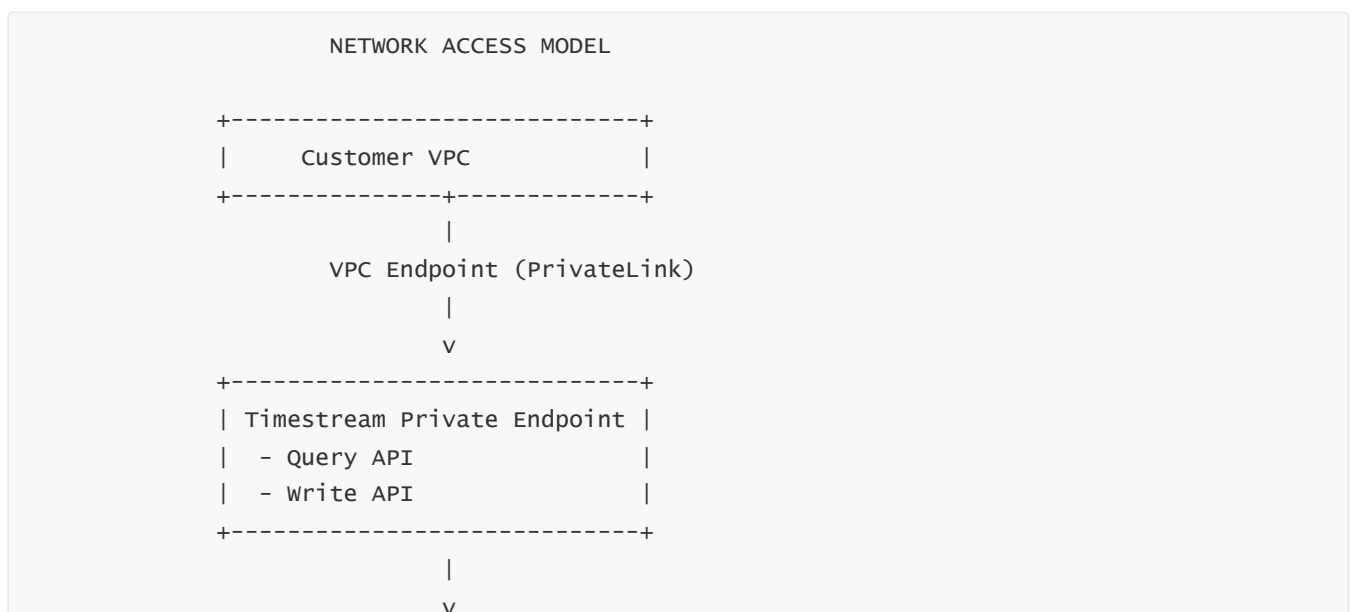 NETWORK ACCESS MODEL
+-----------------------------+
|     Customer VPC            |
+---------------+-------------+
|
VPC Endpoint (PrivateLink)
|
v
+-----------------------------+
| Timestream Private Endpoint |
|  - Query API                |
|  - Write API                |
+-----------------------------+
|
v